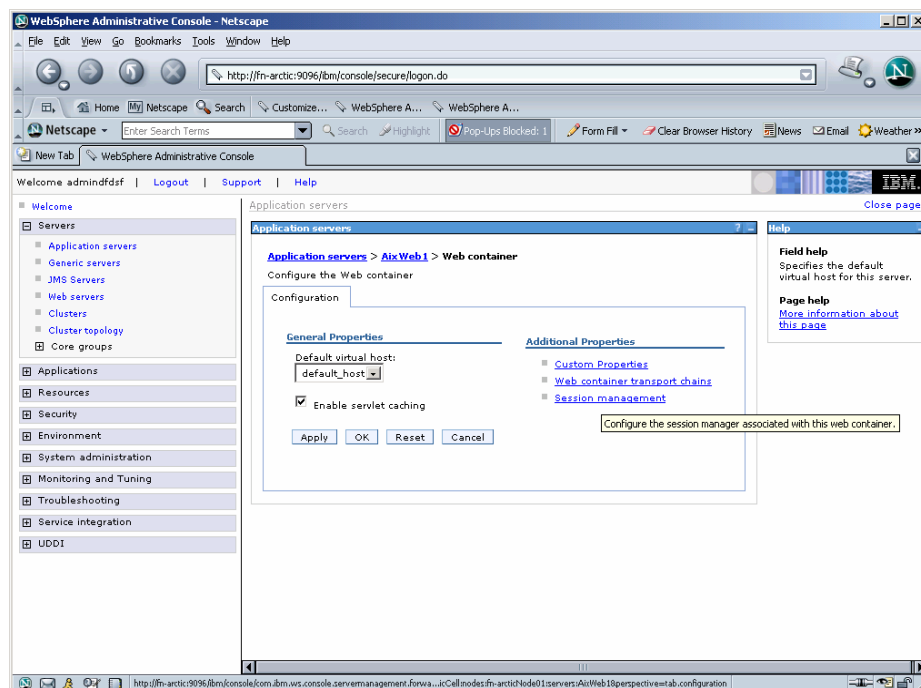 WebSphere Administrative Console - Netscape
File Edit View Go Bookmarks Tools Window Help
http://fn-arctic:9096/ibm/console/secure/logon.do
Home My Netscape Search Customize... WebSphere A... WebSphere A...
Netscape Enter Search Terms Search Highlight Pop-Ups Blocked: 1 Form Fill Clear Browser History News Email Weather »
New Tab WebSphere Administrative Console
Welcome admindfdsf | Logout | Support | Help IBM.
Welcome
Servers
Application servers
Generic servers
JMS Servers
Web servers
Clusters
Cluster topology
Core groups
Applications
Resources
Security
Environment
System administration
Monitoring and Tuning
Troubleshooting
Service integration
UDDI
Application servers Close page
Application servers ? –
Application servers > AixWeb1 > Web container
Configure the Web container
Configuration
General Properties
Default virtual host:
default_host
Enable servlet caching
Apply OK Reset Cancel
Additional Properties
Custom Properties
Web container transport chains
Session management
Configure the session manager associated with this web container.
Help
Field help
Specifies the default
virtual host for this server.
Page help
More information about
this page
http://fn-arctic:9096/ibm/console/com.ibm.ws.console.servermanagement.forwa...icCell:nodes:fn-arcticNode01:servers:AixWeb1&perspective=tab.configuration